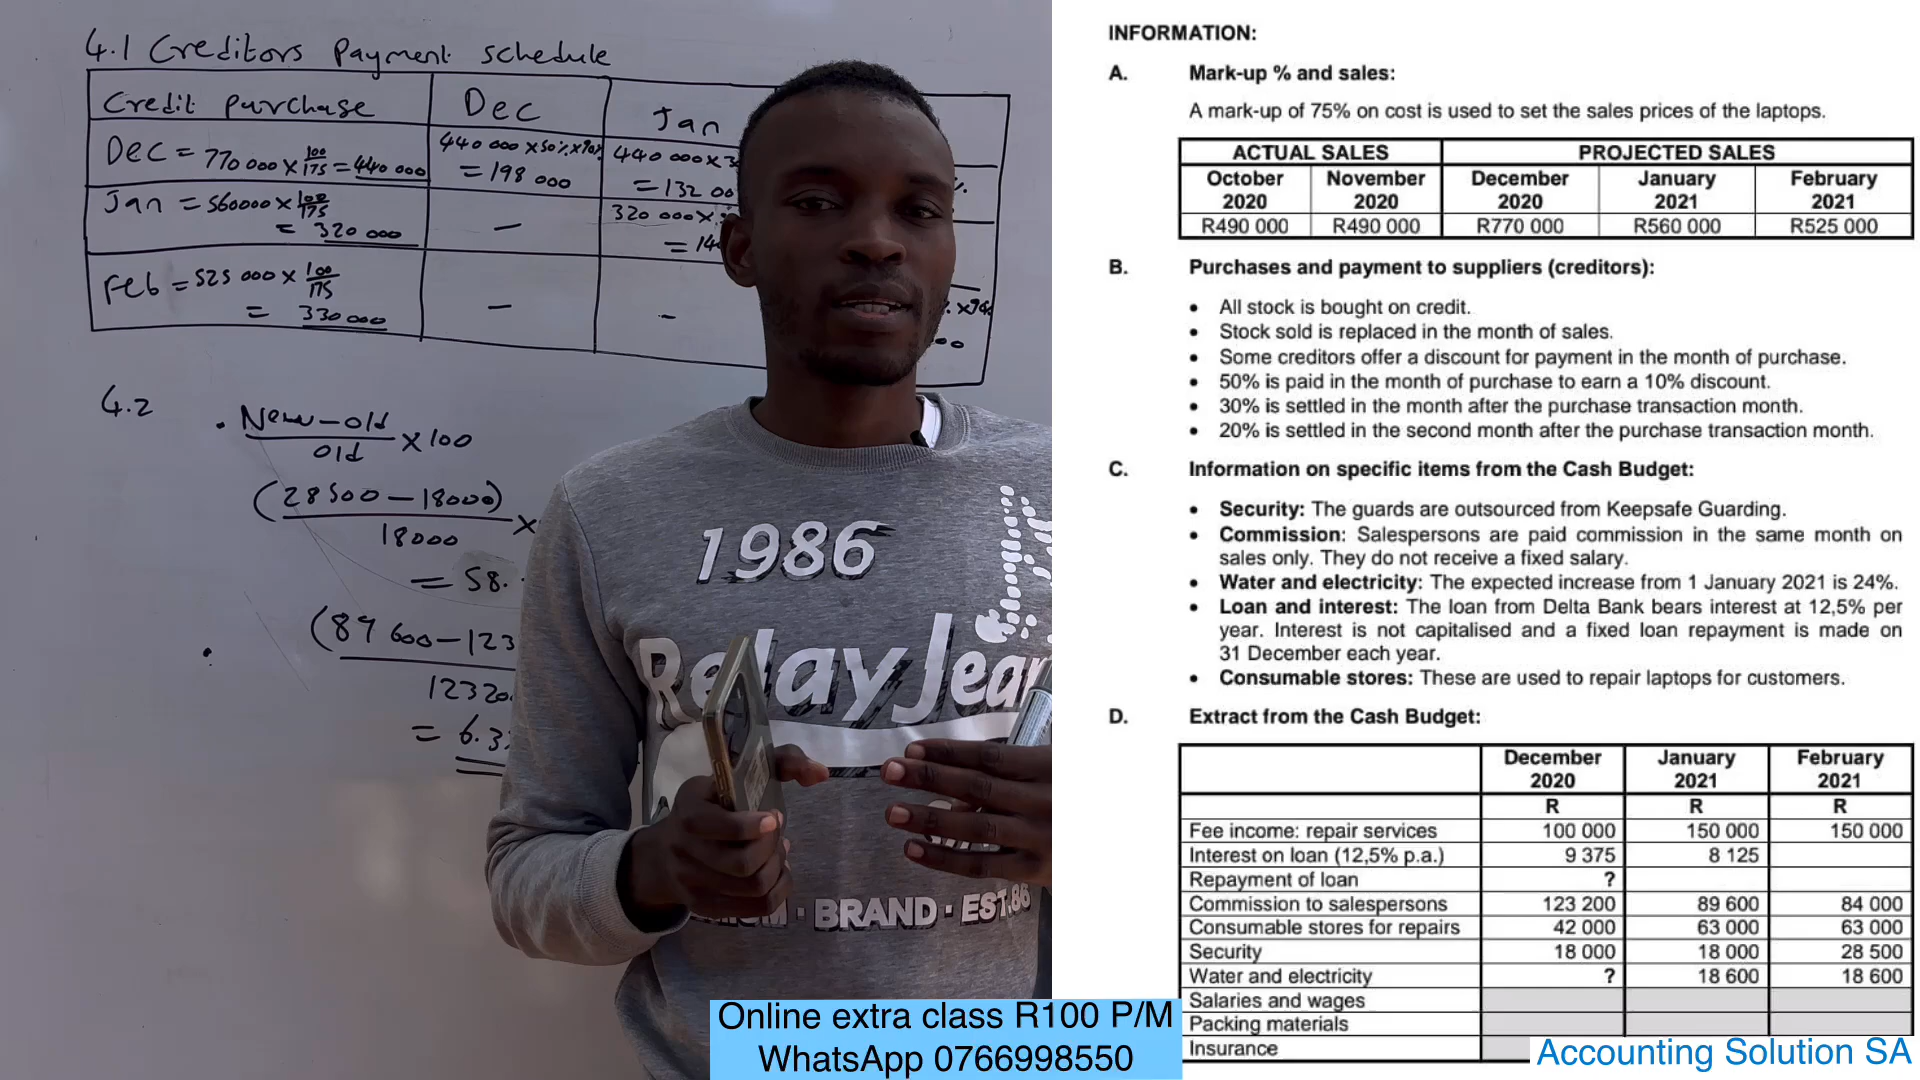 4.1 Creditors Payment schedule
Credit Purchase Dec Jan
Dec = 770 000 × 100/175 = 440 000
440 000 × 50% × 90%
= 198 000
440 000 × 3
= 132 00
Jan = 560000 × 100/175
= 320 000
–
320 000 ×
= 14
Feb = 525 000 × 100/175
= 330 000
–
-
%
% × 90%
00
4.2
• New – old
old
× 100
(28 500 – 18000)
18000
×
= 58.
• (89 600 – 123
12320
= 6.3
1986
Relay Jean
BRAND · EST.86
INFORMATION:
A. Mark-up % and sales:
A mark-up of 75% on cost is used to set the sales prices of the laptops.
ACTUAL SALES PROJECTED SALES
October November December January February
2020 2020 2020 2021 2021
R490 000 R490 000 R770 000 R560 000 R525 000
B. Purchases and payment to suppliers (creditors):
• All stock is bought on credit.
• Stock sold is replaced in the month of sales.
• Some creditors offer a discount for payment in the month of purchase.
• 50% is paid in the month of purchase to earn a 10% discount.
• 30% is settled in the month after the purchase transaction month.
• 20% is settled in the second month after the purchase transaction month.
C. Information on specific items from the Cash Budget:
• Security: The guards are outsourced from Keepsafe Guarding.
• Commission: Salespersons are paid commission in the same month on
sales only. They do not receive a fixed salary.
• Water and electricity: The expected increase from 1 January 2021 is 24%.
• Loan and interest: The loan from Delta Bank bears interest at 12,5% per
year. Interest is not capitalised and a fixed loan repayment is made on
31 December each year.
• Consumable stores: These are used to repair laptops for customers.
D. Extract from the Cash Budget:
December January February
2020 2021 2021
R R R
Fee income: repair services 100 000 150 000 150 000
Interest on loan (12,5% p.a.) 9 375 8 125
Repayment of loan ?
Commission to salespersons 123 200 89 600 84 000
Consumable stores for repairs 42 000 63 000 63 000
Security 18 000 18 000 28 500
Water and electricity ? 18 600 18 600
Salaries and wages
Packing materials
Insurance
Online extra class R100 P/M
WhatsApp 0766998550
Accounting Solution SA